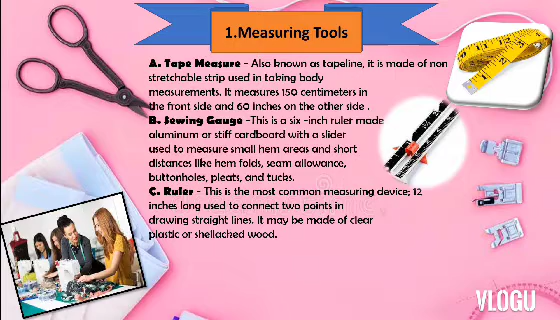 1.Measuring Tools
A. Tape Measure - Also known as tapeline, it is made of non
stretchable strip used in taking body
measurements. It measures 150 centimeters in
the front side and 60 inches on the other side .
B. Sewing Gauge -This is a six -inch ruler made
aluminum or stiff cardboard with a slider
used to measure small hem areas and short
distances like hem folds, seam allowance,
buttonholes, pleats, and tucks.
C. Ruler - This is the most common measuring device; 12
inches long used to connect two points in
drawing straight lines. It may be made of clear
plastic or shellacked wood.
VLOGU